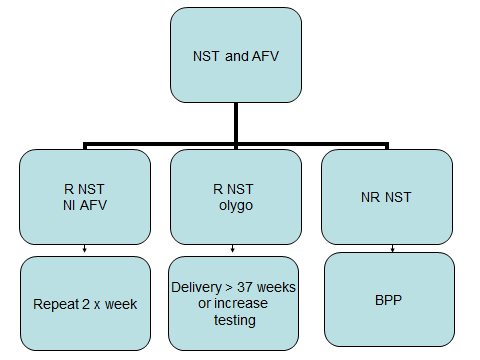 NST and AFV
R NST
NI AFV
R NST
olygo
NR NST
Repeat 2 x week
Delivery > 37 weeks
or increase
testing
BPP